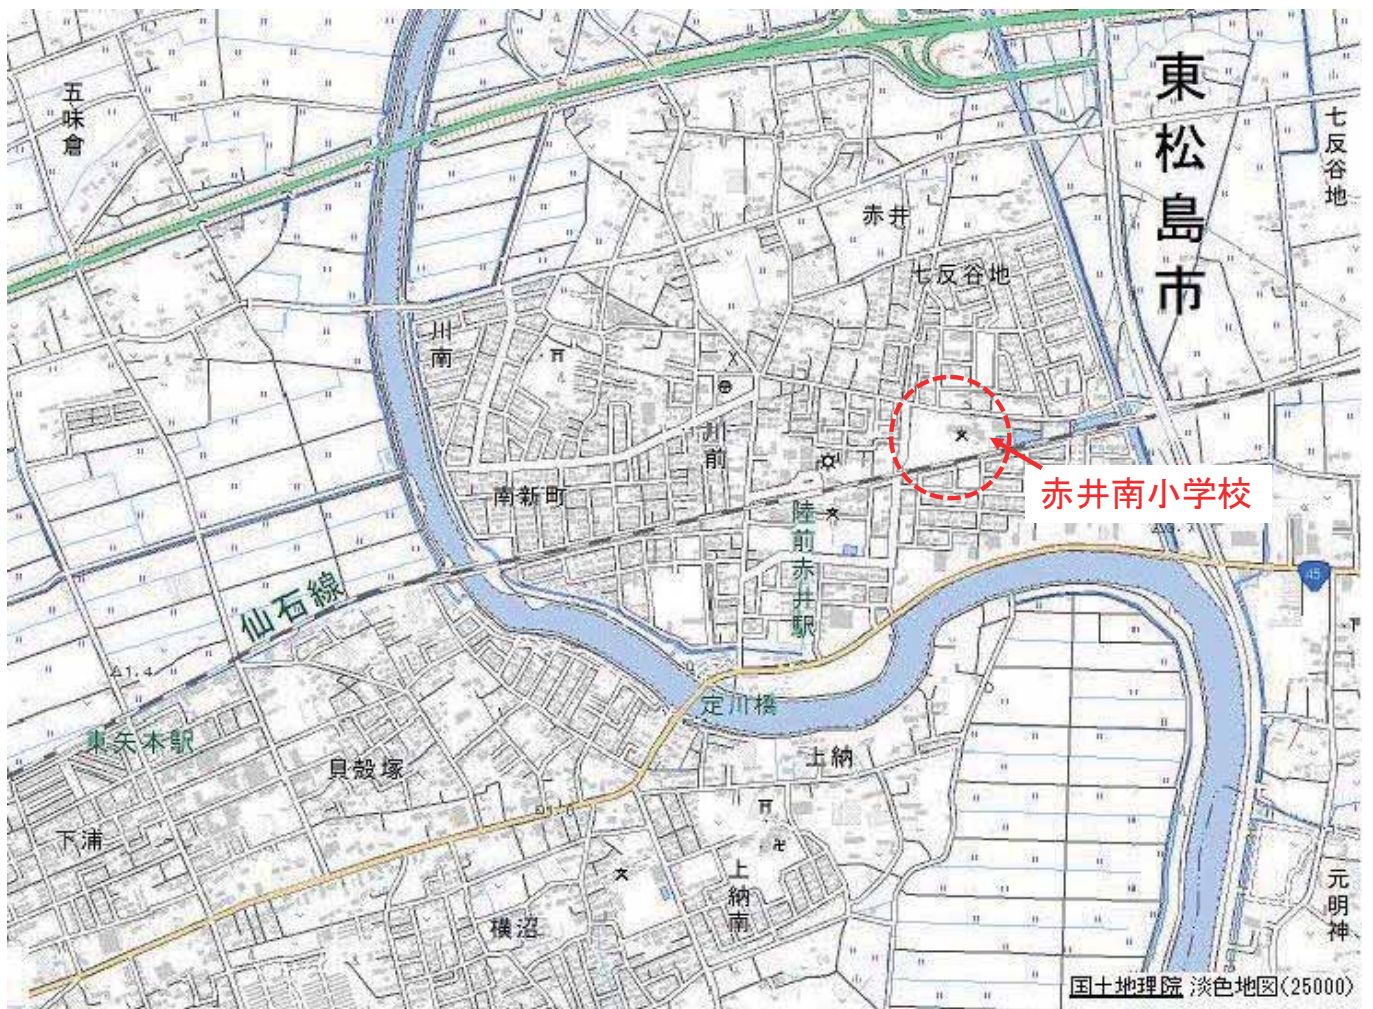 東松島市
五味倉
七反谷地
赤井
七反谷地
川南
川前
南新町
赤井南小学校
陸前赤井駅
45
仙石線
41.4
定川橋
東矢本駅
貝殻塚
上納
下浦
上納南
横沼
元明神
国土地理院 淡色地図(25000)